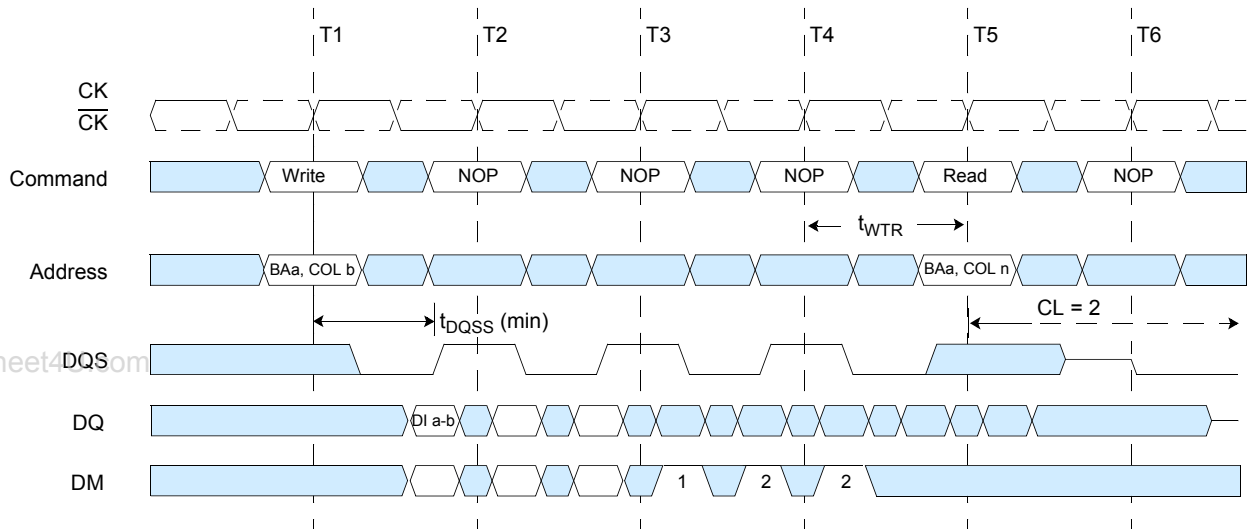 T1 T2 T3 T4 T5 T6
CK
CK
Command Write NOP NOP NOP Read NOP
tWTR
Address BAa, COL b BAa, COL n
tDQSS (min) CL = 2
DQS
DQ DI a-b
DM 1 2 2